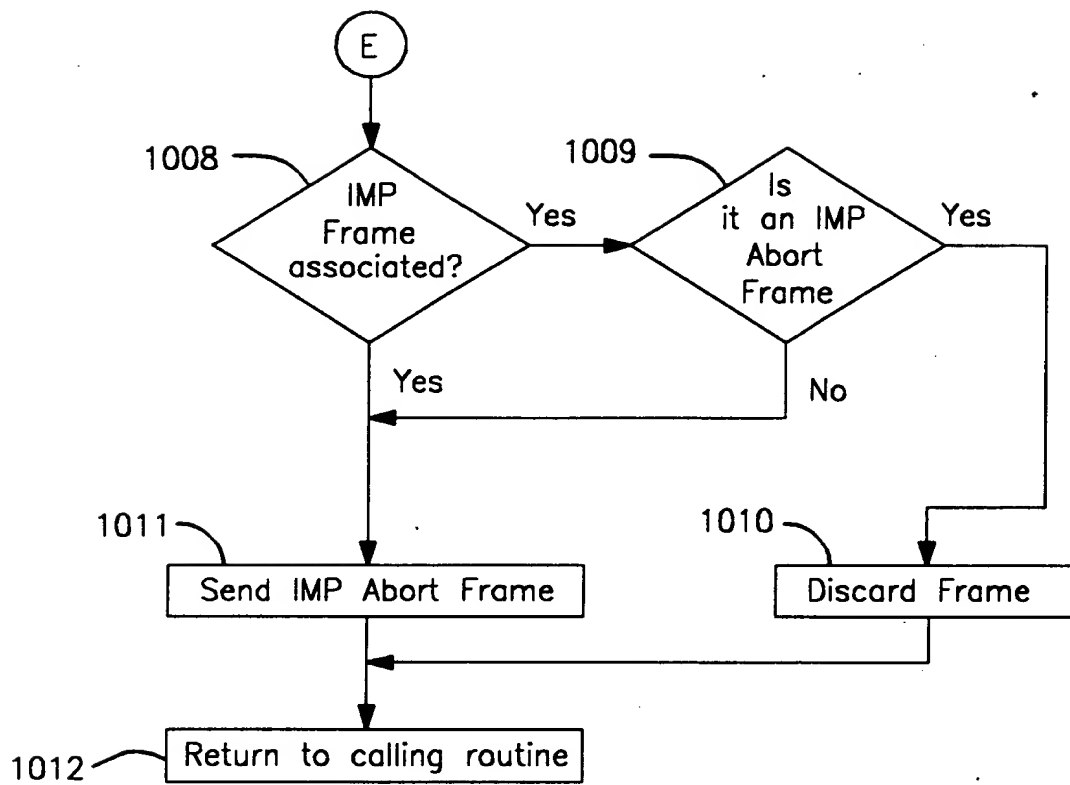 E
1008
IMP
Frame
associated?
Yes
1009
Is
it an IMP
Abort
Frame
Yes
Yes
No
1011
Send IMP Abort Frame
1010
Discard Frame
1012
Return to calling routine